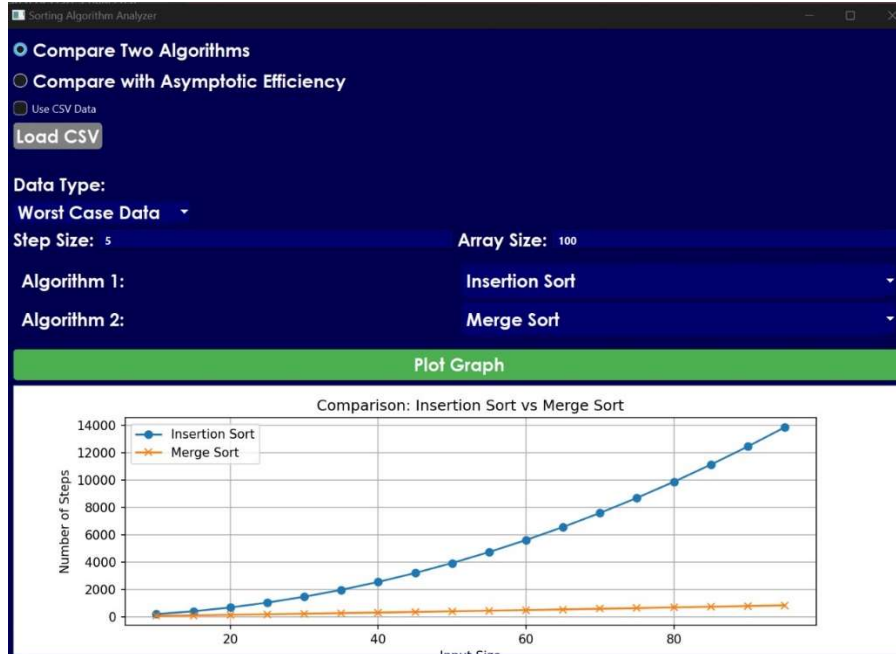 Sorting Algorithm Analyzer
Compare Two Algorithms
Compare with Asymptotic Efficiency
Use CSV Data
Load CSV
Data Type:
Worst Case Data
Step Size: 5 Array Size: 100
Algorithm 1: Insertion Sort
Algorithm 2: Merge Sort
Plot Graph
Comparison: Insertion Sort vs Merge Sort
Insertion Sort
Merge Sort
14000
12000
10000
8000
6000
4000
2000
0
Number of Steps
20 40 60 80
Input Size